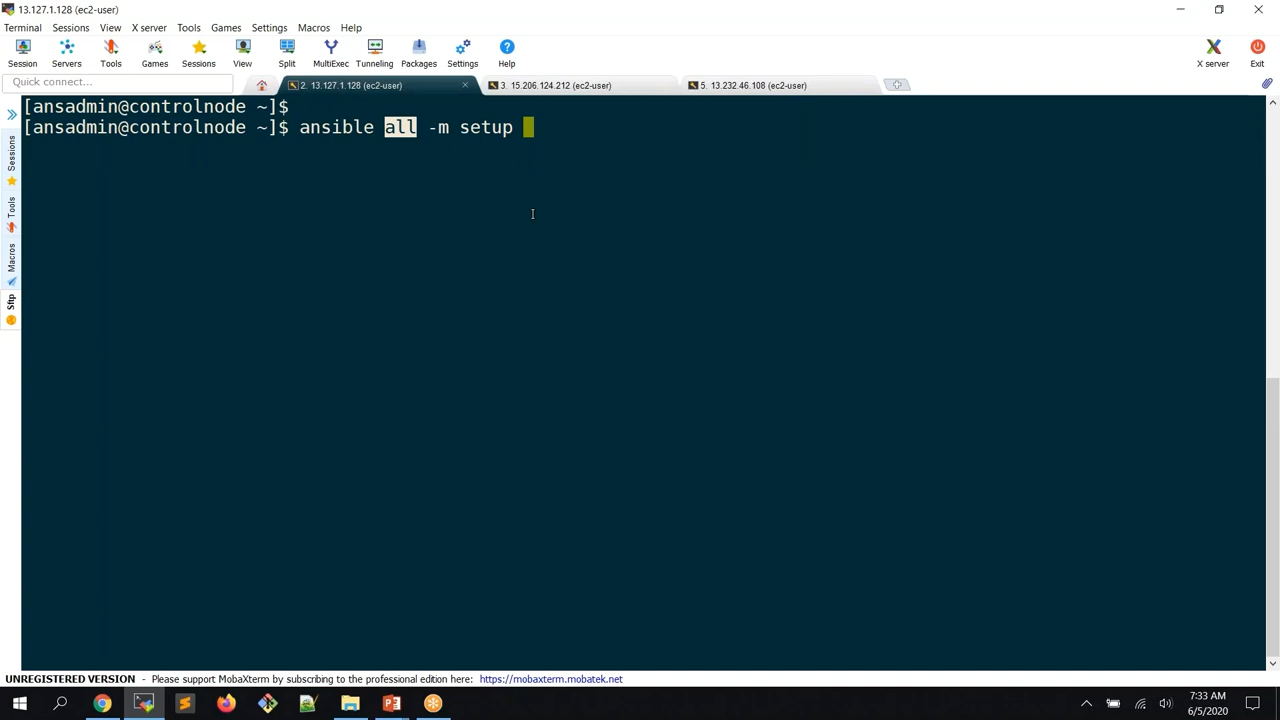 13.127.1.128 (ec2-user)
Terminal Sessions View X server Tools Games Settings Macros Help
Session Servers Tools Games Sessions View Split MultiExec Tunneling Packages Settings Help X server Exit
Quick connect...
2. 13.127.1.128 (ec2-user)
3. 15.206.124.212 (ec2-user)
5. 13.232.46.108 (ec2-user)
[ansadmin@controlnode ~]$
[ansadmin@controlnode ~]$ ansible all -m setup
Sessions
Tools
Macros
Sftp
UNREGISTERED VERSION - Please support MobaXterm by subscribing to the professional edition here: https://mobaxterm.mobatek.net
7:33 AM
6/5/2020